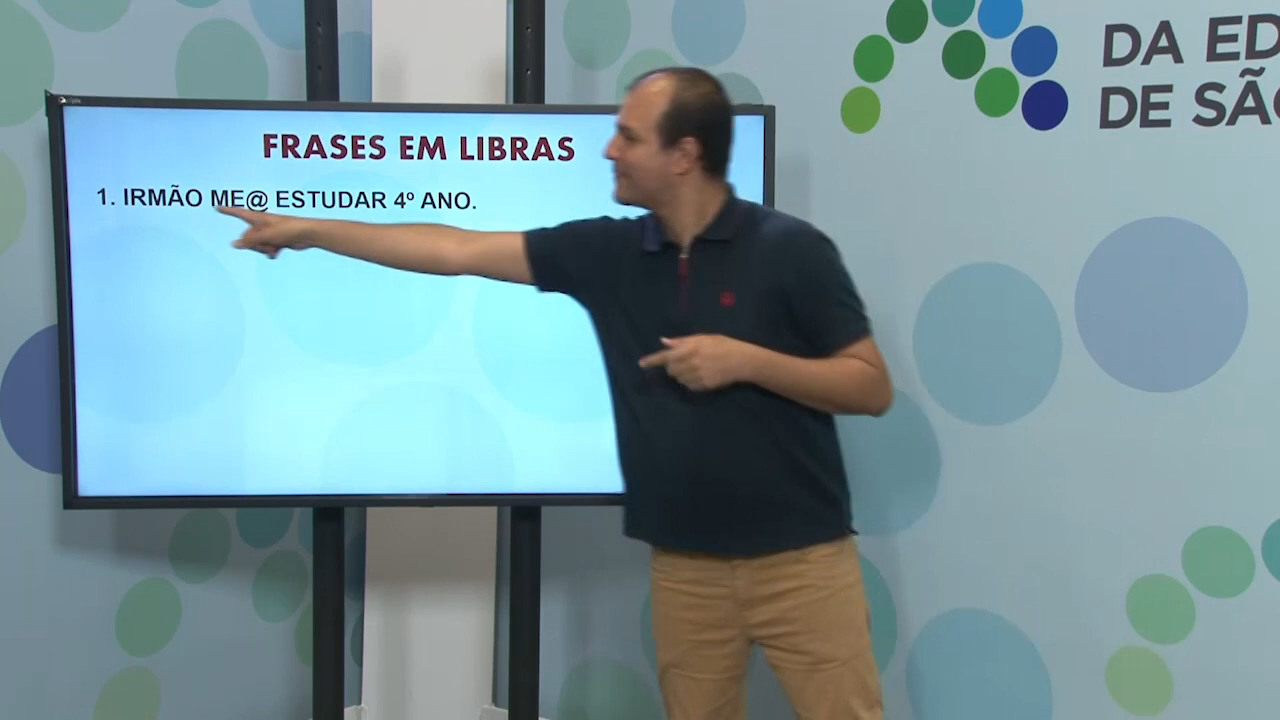 FRASES EM LIBRAS
1. IRMÃO ME@ ESTUDAR 4º ANO.
DA ED
DE SÃ